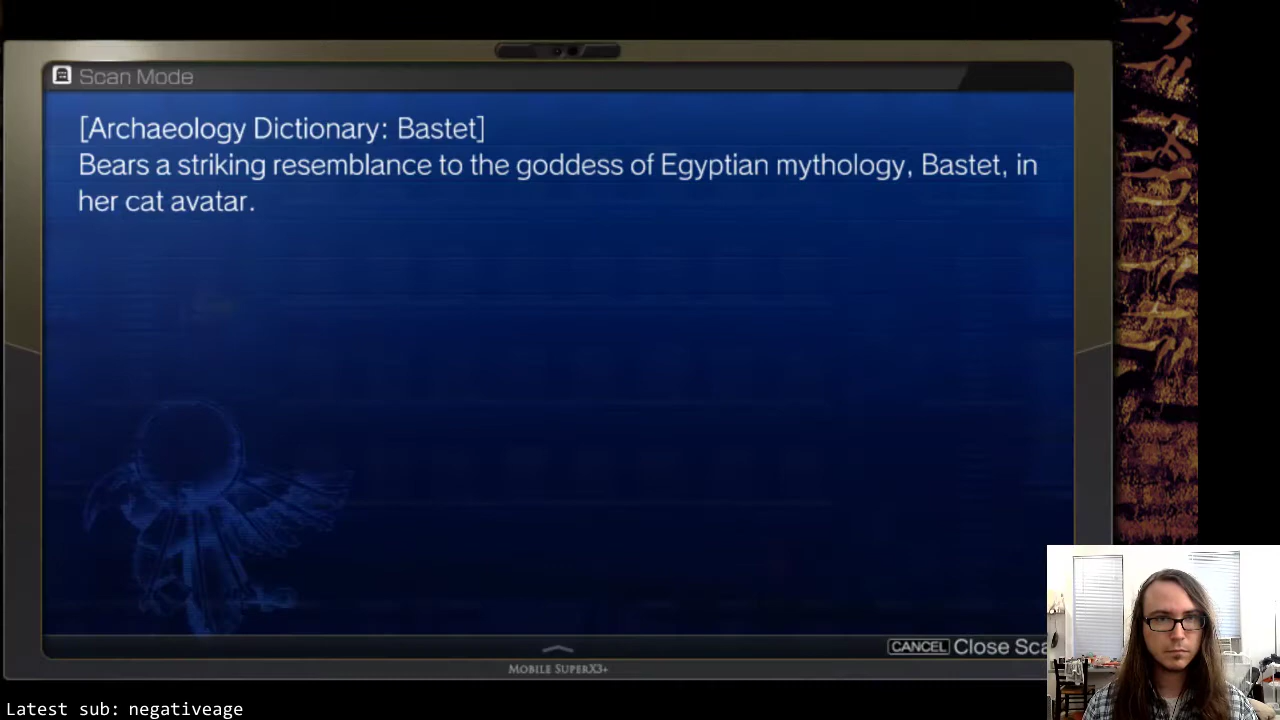 Scan Mode
[Archaeology Dictionary: Bastet]
Bears a striking resemblance to the goddess of Egyptian mythology, Bastet, in
her cat avatar.
CANCEL Close Sca
MOBILE SUPERX3+
Latest sub: negativeage